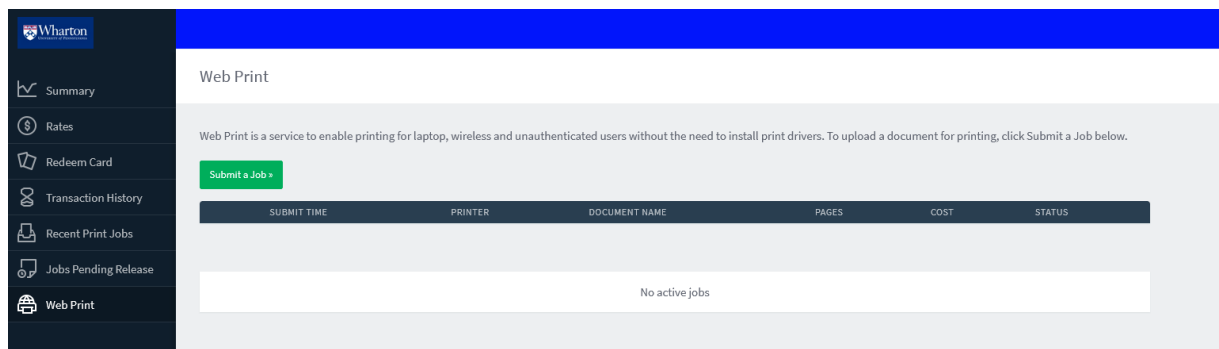 Wharton
University of Pennsylvania
Summary
Rates
Redeem Card
Transaction History
Recent Print Jobs
Jobs Pending Release
Web Print
Web Print
Web Print is a service to enable printing for laptop, wireless and unauthenticated users without the need to install print drivers. To upload a document for printing, click Submit a Job below.
Submit a Job »
SUBMIT TIME PRINTER DOCUMENT NAME PAGES COST STATUS
No active jobs